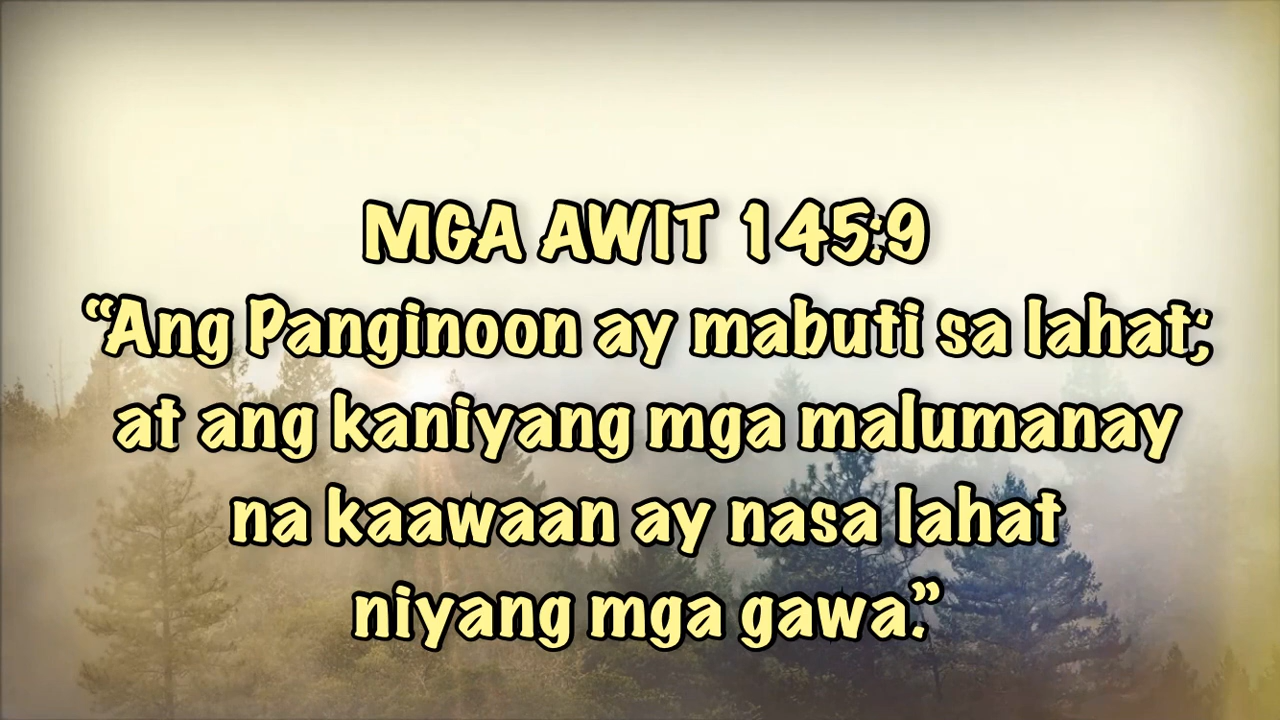 MGA AWIT 145:9
“Ang Panginoon ay mabuti sa lahat;
at ang kaniyang mga malumanay
na kaawaan ay nasa lahat
niyang mga gawa.”